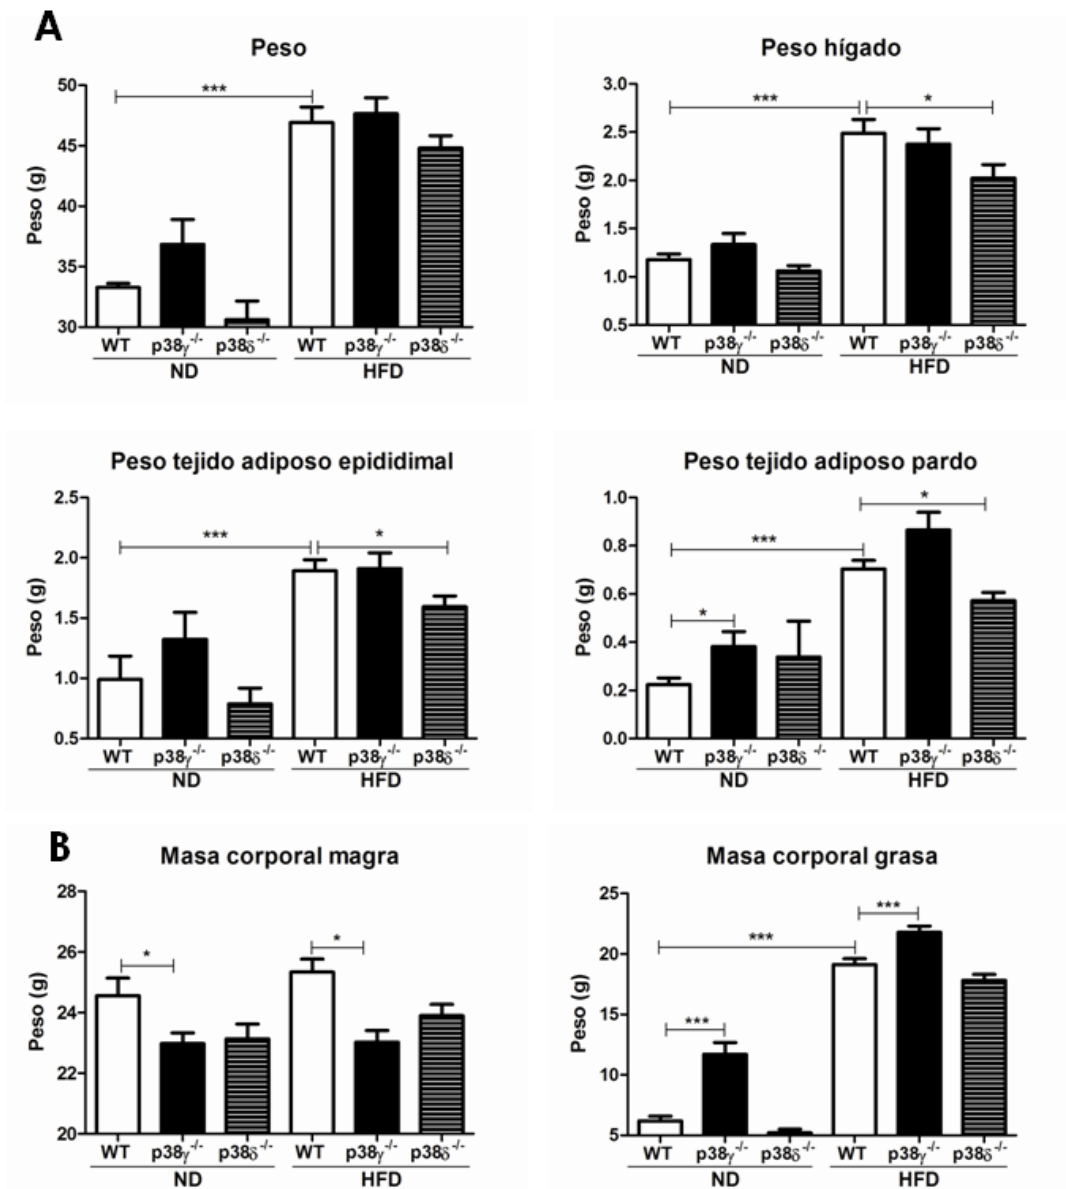 A
Peso
Peso (g)
50
45
40
35
30
***
WT p38γ-/- p38δ-/- WT p38γ-/- p38δ-/-
ND HFD
Peso hígado
Peso (g)
3.0
2.5
2.0
1.5
1.0
0.5
*** *
WT p38γ-/- p38δ-/- WT p38γ-/- p38δ-/-
ND HFD
Peso tejido adiposo epididimal
Peso (g)
2.5
2.0
1.5
1.0
0.5
*** *
WT p38γ-/- p38δ-/- WT p38γ-/- p38δ-/-
ND HFD
Peso tejido adiposo pardo
Peso (g)
1.0
0.8
0.6
0.4
0.2
0.0
*
***
*
WT p38γ-/- p38δ -/- WT p38γ-/- p38δ-/-
ND HFD
B
Masa corporal magra
Peso (g)
28
26
24
22
20
* *
WT p38γ-/- p38δ-/- WT p38γ-/- p38δ-/-
ND HFD
Masa corporal grasa
Peso (g)
25
20
15
10
5
***
***
***
WT p38γ-/- p38δ-/- WT p38γ-/- p38δ-/-
ND HFD